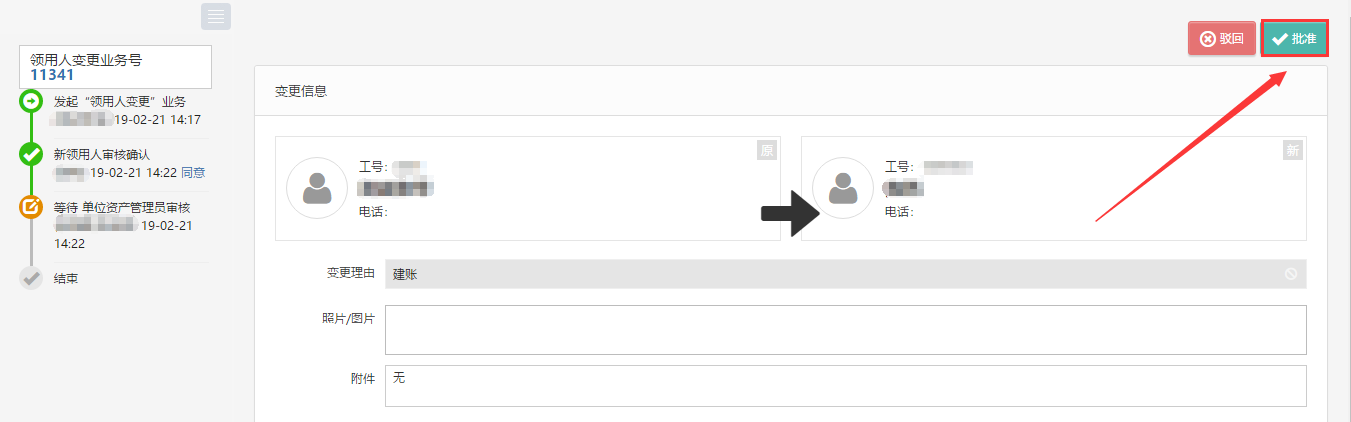 驳回
批准
领用人变更业务号
11341
发起“领用人变更”业务
19-02-21 14:17
新领用人审核确认
19-02-21 14:22 同意
等待 单位资产管理员审核
19-02-21
14:22
结束
变更信息
原
工号：
电话：
新
工号：
电话：
变更理由
建账
照片/图片
附件
无